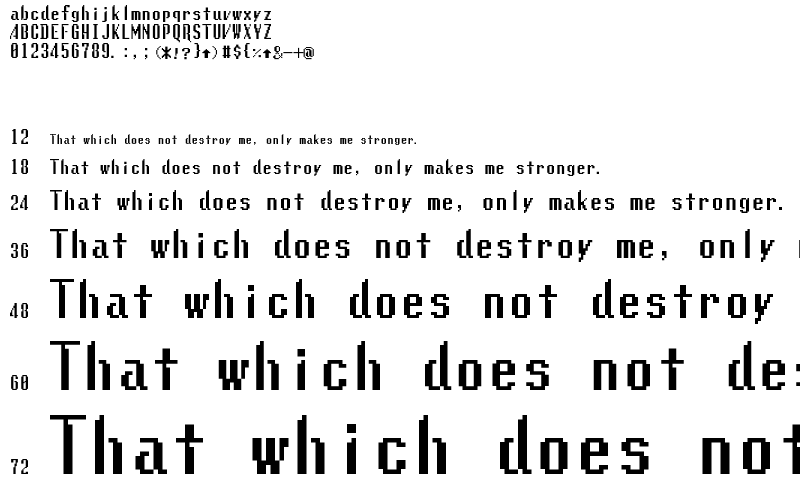 abcdefghijklmnopqrstuvwxyz
ABCDEFGHIJKLMNOPQRSTUVWXYZ
0123456789.:,;(*!?}↑)#${%↑&-+@
12 That which does not destroy me, only makes me stronger.
18 That which does not destroy me, only makes me stronger.
24 That which does not destroy me, only makes me stronger.
36 That which does not destroy me, only
48 That which does not destroy
60 That which does not de
72 That which does not